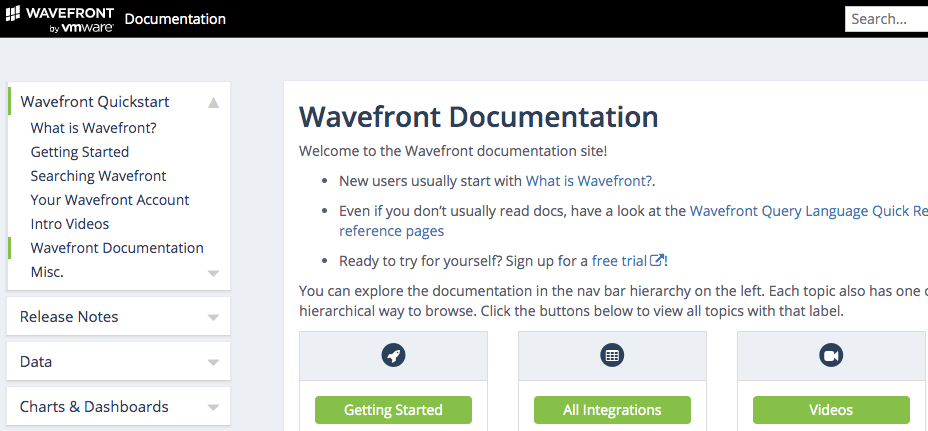 WAVEFRONT
by vmware
Documentation
Search...
Wavefront Quickstart
What is Wavefront?
Getting Started
Searching Wavefront
Your Wavefront Account
Intro Videos
Wavefront Documentation
Misc.
Release Notes
Data
Charts & Dashboards
Wavefront Documentation
Welcome to the Wavefront documentation site!
• New users usually start with What is Wavefront?.
• Even if you don't usually read docs, have a look at the Wavefront Query Language Quick Re
reference pages
• Ready to try for yourself? Sign up for a free trial!
You can explore the documentation in the nav bar hierarchy on the left. Each topic also has one
hierarchical way to browse. Click the buttons below to view all topics with that label.
Getting Started
All Integrations
Videos